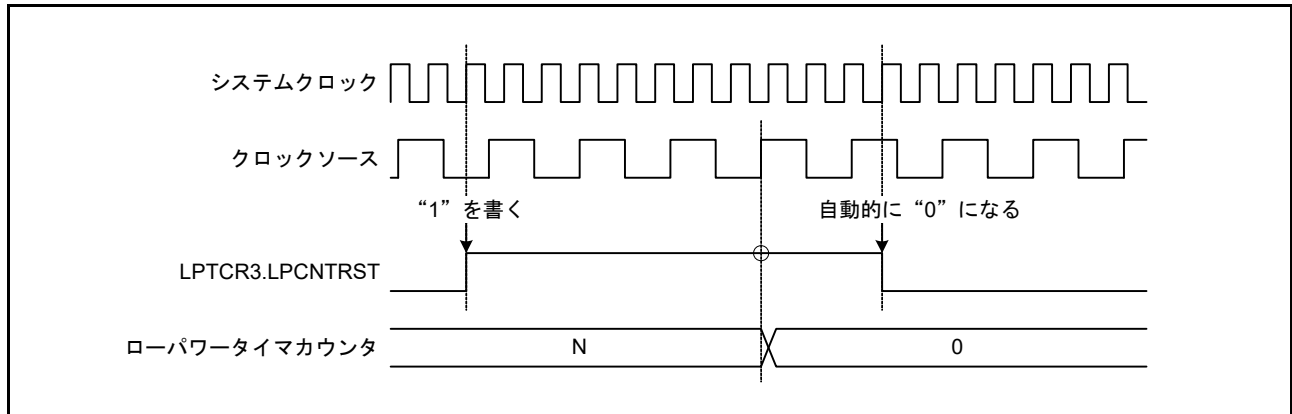 システムクロック
クロックソース
“1”を書く
自動的に“0”になる
LPTCR3.LPCNTRST
ローパワータイマカウンタ
N
0